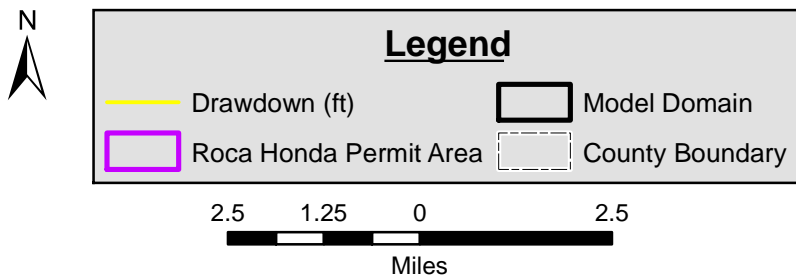 N
Legend
Drawdown (ft) Model Domain
Roca Honda Permit Area County Boundary
2.5 1.25 0 2.5
Miles